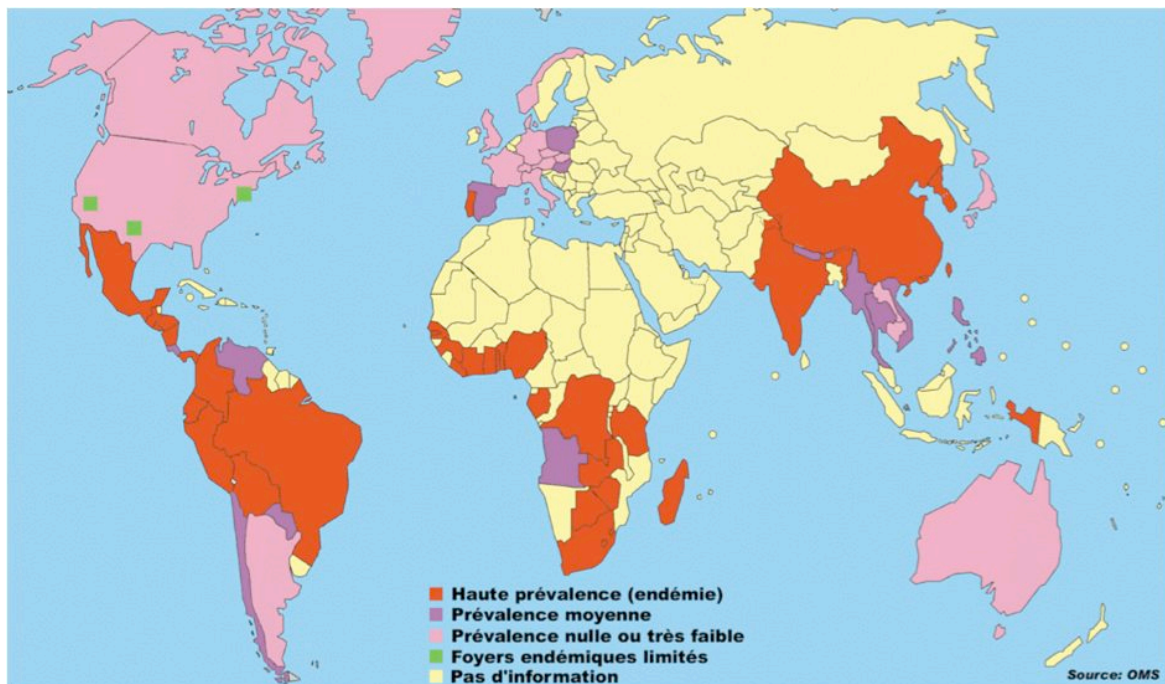 Haute prévalence (endémie)
Prévalence moyenne
Prévalence nulle ou très faible
Foyers endémiques limités
Pas d'information
Source: OMS